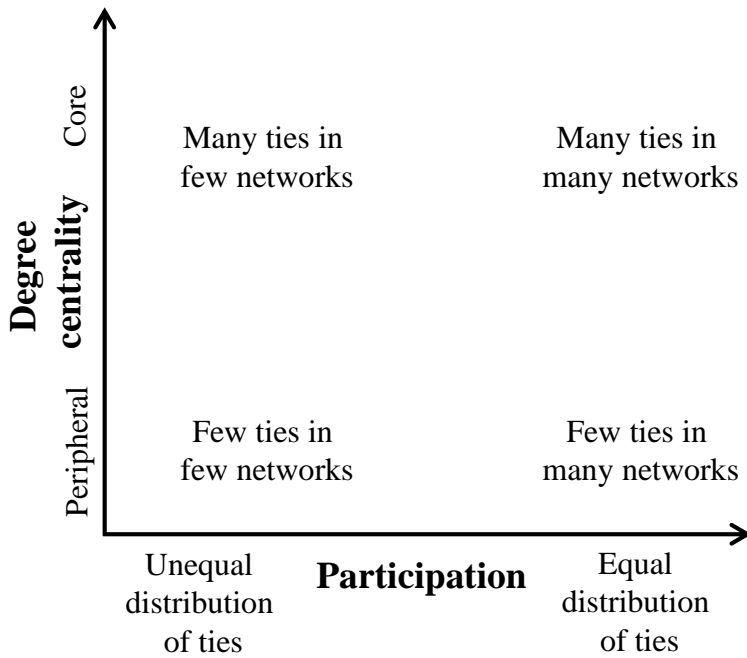 Core
Many ties in
few networks
Many ties in
many networks
Degree
centrality
Peripheral
Few ties in
few networks
Few ties in
many networks
Unequal
distribution
of ties
Participation
Equal
distribution
of ties